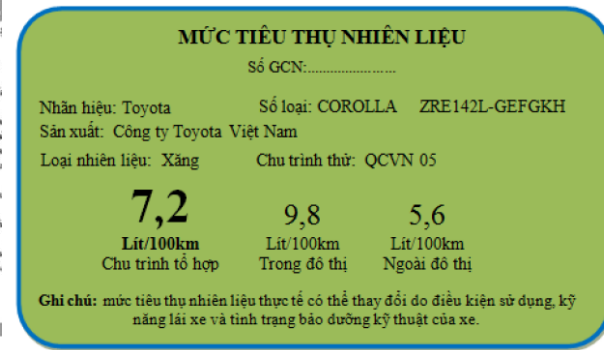 MỨC TIÊU THỤ NHIÊN LIỆU
Số GCN:.......................
Nhãn hiệu: Toyota Số loại: COROLLA ZRE142L-GEFGKH
Sản xuất: Công ty Toyota Việt Nam
Loại nhiên liệu: Xăng Chu trình thử: QCVN 05
7,2 9,8 5,6
Lít/100km Lít/100km Lít/100km
Chu trình tổ hợp Trong đô thị Ngoài đô thị
Ghi chú: mức tiêu thụ nhiên liệu thực tế có thể thay đổi do điều kiện sử dụng, kỹ
năng lái xe và tình trạng bảo dưỡng kỹ thuật của xe.